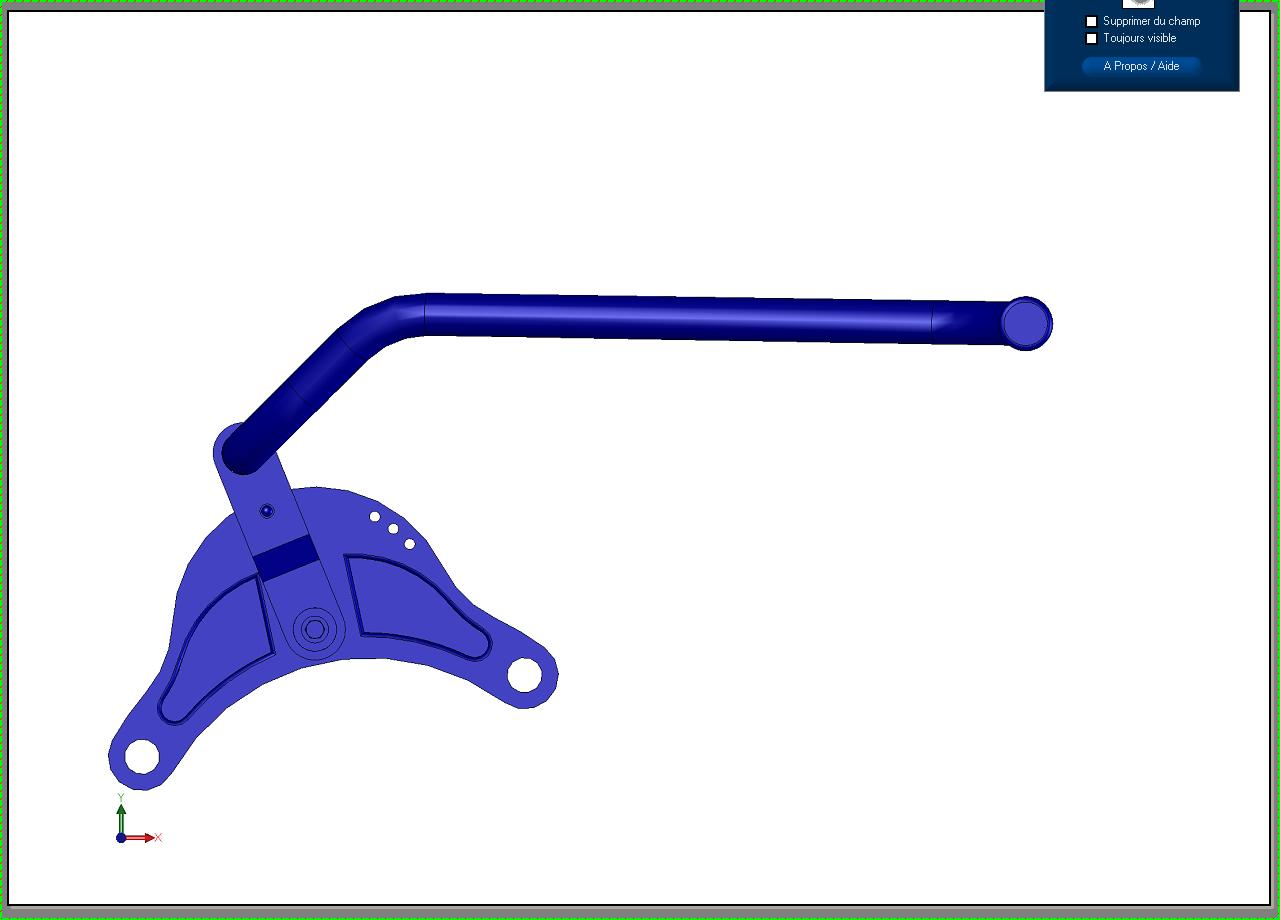 Supprimer du champ
Toujours visible
A Propos / Aide
Y
X